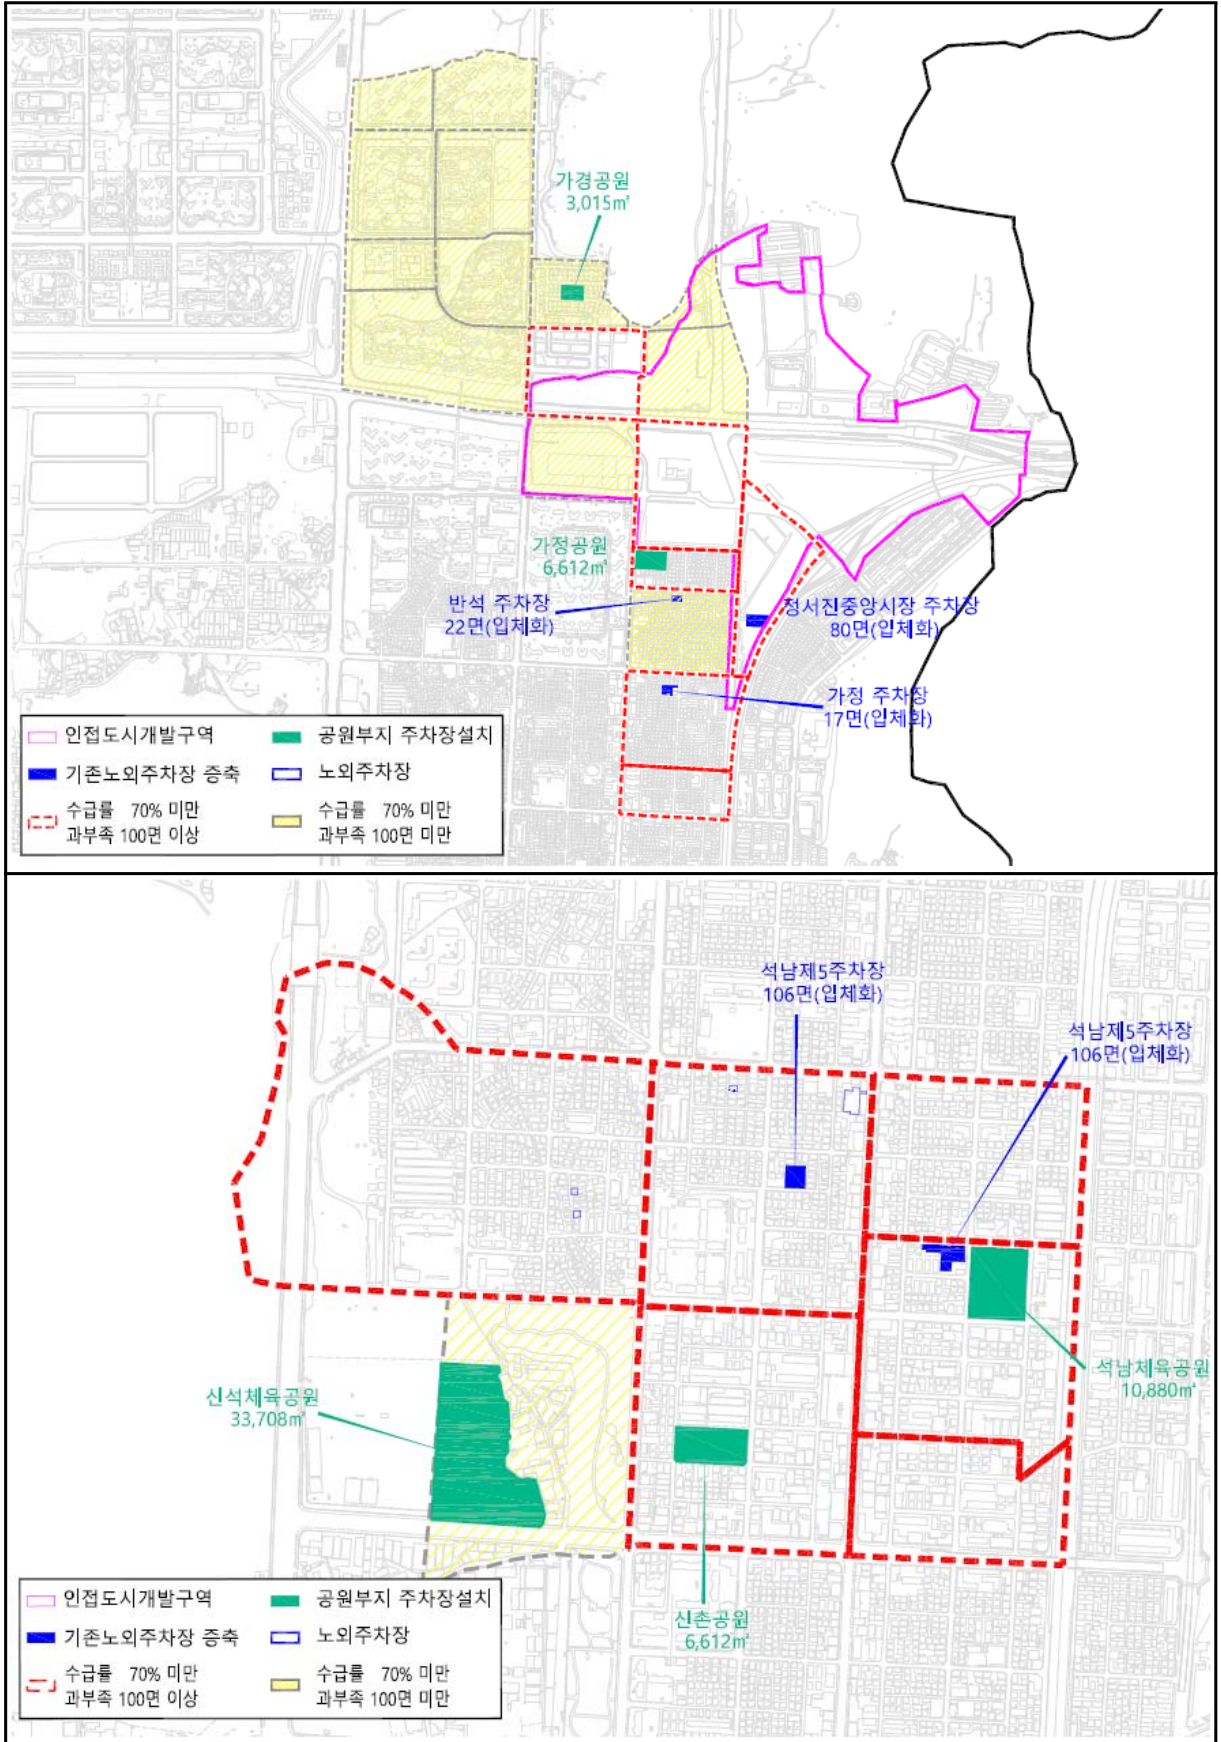 가경공원
3,015㎡
가정공원
6,612㎡
반석 주차장
22면(입체화)
정서진중앙시장 주차장
80면(입체화)
가정 주차장
17면(입체화)
인접도시개발구역
공원부지 주차장설치
기존노외주차장 증축
노외주차장
수급률 70% 미만
과부족 100면 이상
수급률 70% 미만
과부족 100면 미만
석남제5주차장
106면(입체화)
석남제5주차장
106면(입체화)
석남체육공원
10,880㎡
신석체육공원
33,708㎡
신촌공원
6,612㎡
인접도시개발구역
공원부지 주차장설치
기존노외주차장 증축
노외주차장
수급률 70% 미만
과부족 100면 이상
수급률 70% 미만
과부족 100면 미만